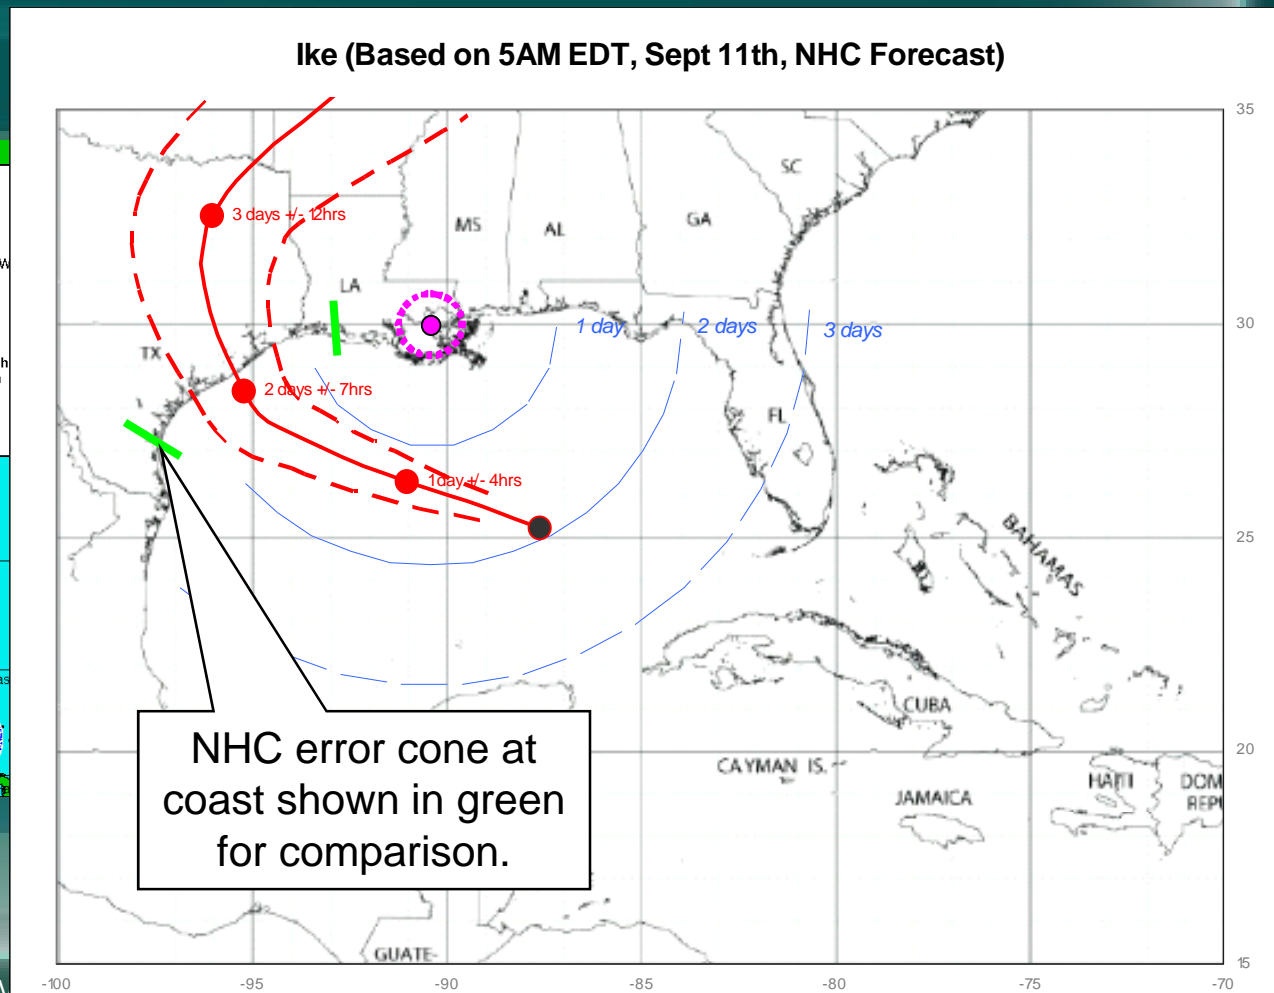 Ike (Based on 5AM EDT, Sept 11th, NHC Forecast)
35
SC
3 days +/- 12hrs
MS
AL
GA
LA
1 day
2 days
3 days
30
TX
2 days +/- 7hrs
FL
1day +/- 4hrs
BAHAMAS
25
CUBA
NHC error cone at
coast shown in green
for comparison.
20
CAYMAN IS.
HAITI
DOM
REPU
JAMAICA
GUATE-
15
-100
-95
-90
-85
-80
-75
-70